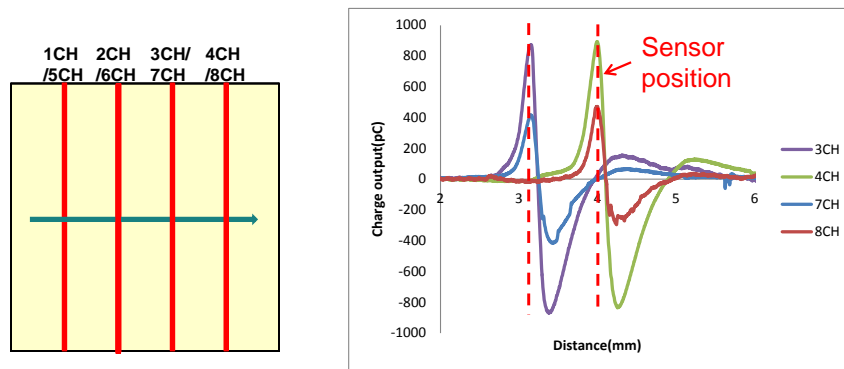 1CH 2CH 3CH/ 4CH
/5CH /6CH 7CH /8CH
1000
800
600
400
200
0
-200
-400
-600
-800
-1000
2 3 4 5 6
Charge output(pC)
Distance(mm)
Sensor
position
3CH
4CH
7CH
8CH